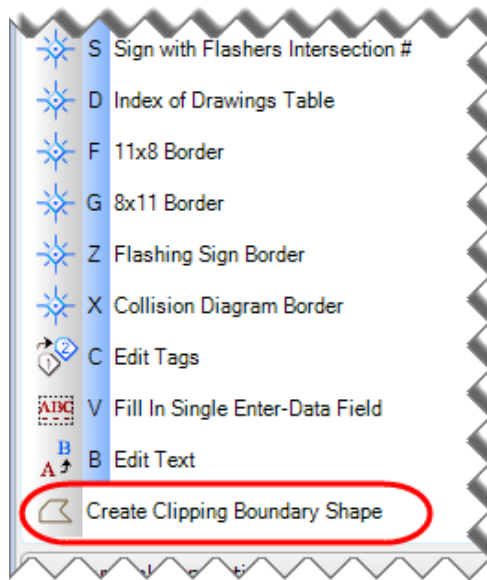 S Sign with Flashers Intersection #
D Index of Drawings Table
F 11x8 Border
G 8x11 Border
Z Flashing Sign Border
X Collision Diagram Border
C Edit Tags
V Fill In Single Enter-Data Field
B Edit Text
Create Clipping Boundary Shape